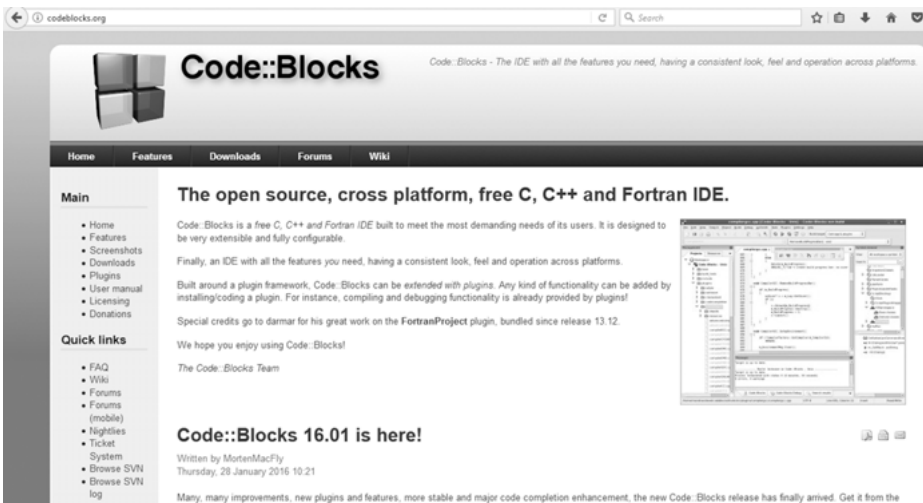 codeblocks.org
Search
Code::Blocks
Code::Blocks - The IDE with all the features you need, having a consistent look, feel and operation across platforms.
Home Features Downloads Forums Wiki
Main
Home
Features
Screenshots
Downloads
Plugins
User manual
Licensing
Donations
Quick links
FAQ
Wiki
Forums
Forums
(mobile)
Nightlies
Ticket
System
Browse SVN
Browse SVN
log
The open source, cross platform, free C, C++ and Fortran IDE.
Code::Blocks is a free C, C++ and Fortran IDE built to meet the most demanding needs of its users. It is designed to
be very extensible and fully configurable.
Finally, an IDE with all the features you need, having a consistent look, feel and operation across platforms.
Built around a plugin framework, Code::Blocks can be extended with plugins. Any kind of functionality can be added by
installing/coding a plugin. For instance, compiling and debugging functionality is already provided by plugins!
Special credits go to darmar for his great work on the FortranProject plugin, bundled since release 13.12.
We hope you enjoy using Code::Blocks!
The Code::Blocks Team
Code::Blocks 16.01 is here!
Written by MortenMacFly
Thursday, 28 January 2016 10:21
Many, many improvements, new plugins and features, more stable and major code completion enhancement, the new Code::Blocks release has finally arrived. Get it from the